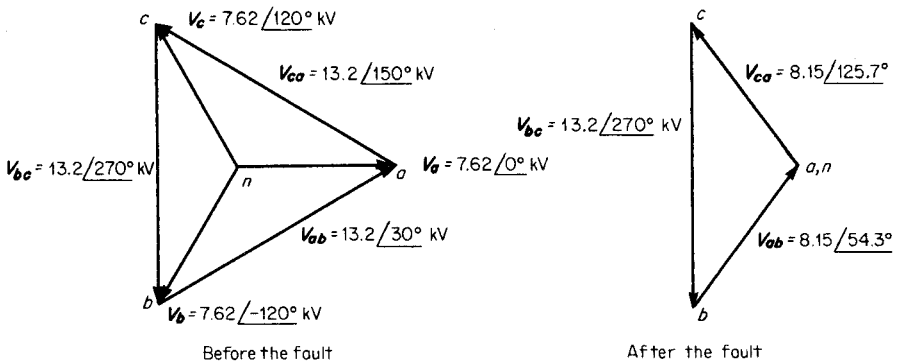 c
V_c = 7.62/120° kV
V_ca = 13.2/150° kV
V_bc = 13.2/270° kV
n
a
V_a = 7.62/0° kV
V_ab = 13.2/30° kV
b
V_b = 7.62/-120° kV
Before the fault
c
V_ca = 8.15/125.7°
V_bc = 13.2/270° kV
a,n
V_ab = 8.15/54.3°
b
After the fault